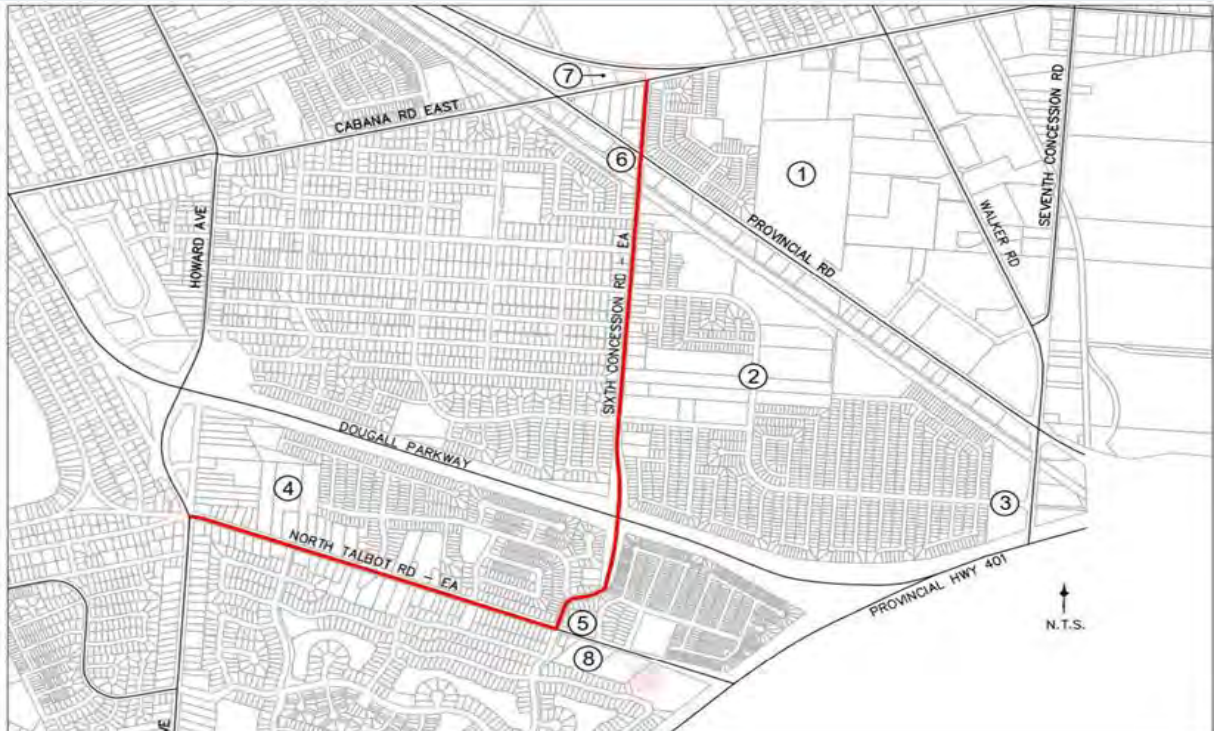 7
CABANA RD EAST
6
1
SEVENTH CONCESSION RD
PROVINCIAL RD
WALKER RD
HOWARD AVE
SIXTH CONCESSION RD - EA
2
DOUGALL PARKWAY
4
3
NORTH TALBOT RD - EA
PROVINCIAL HWY 401
N.T.S.
5
8
VE